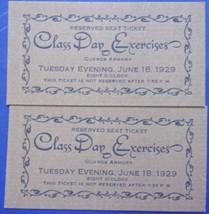 RESERVED SEAT TICKET
Class Day Exercises
Guards Armory
Tuesday Evening, June 18, 1929
EIGHT O'CLOCK
THIS TICKET IS NOT RESERVED AFTER 7:55 P. M.
RESERVED SEAT TICKET
Class Day Exercises
Guards Armory
Tuesday Evening, June 18, 1929
EIGHT O'CLOCK
THIS TICKET IS NOT RESERVED AFTER 7:55 P. M.